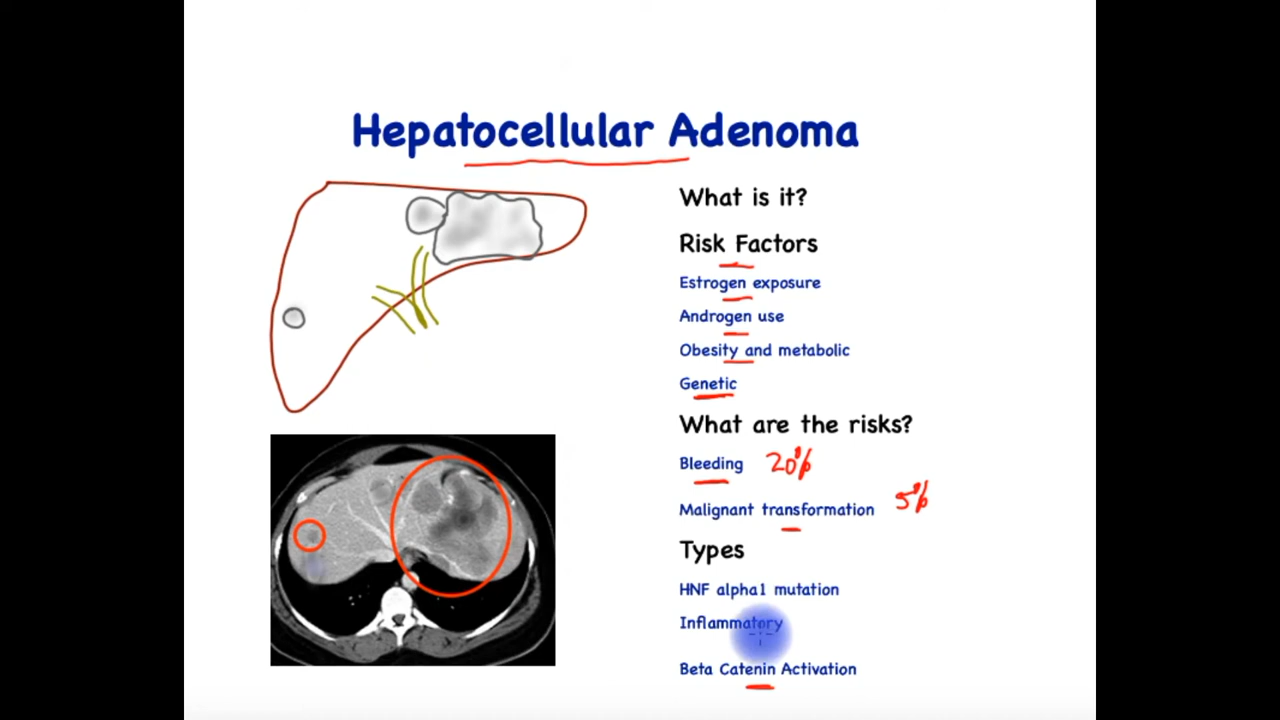 Hepatocellular Adenoma
What is it?
Risk Factors
Estrogen exposure
Androgen use
Obesity and metabolic
Genetic
What are the risks?
Bleeding 20%
Malignant transformation 5%
Types
HNF alpha1 mutation
Inflammatory
Beta Catenin Activation